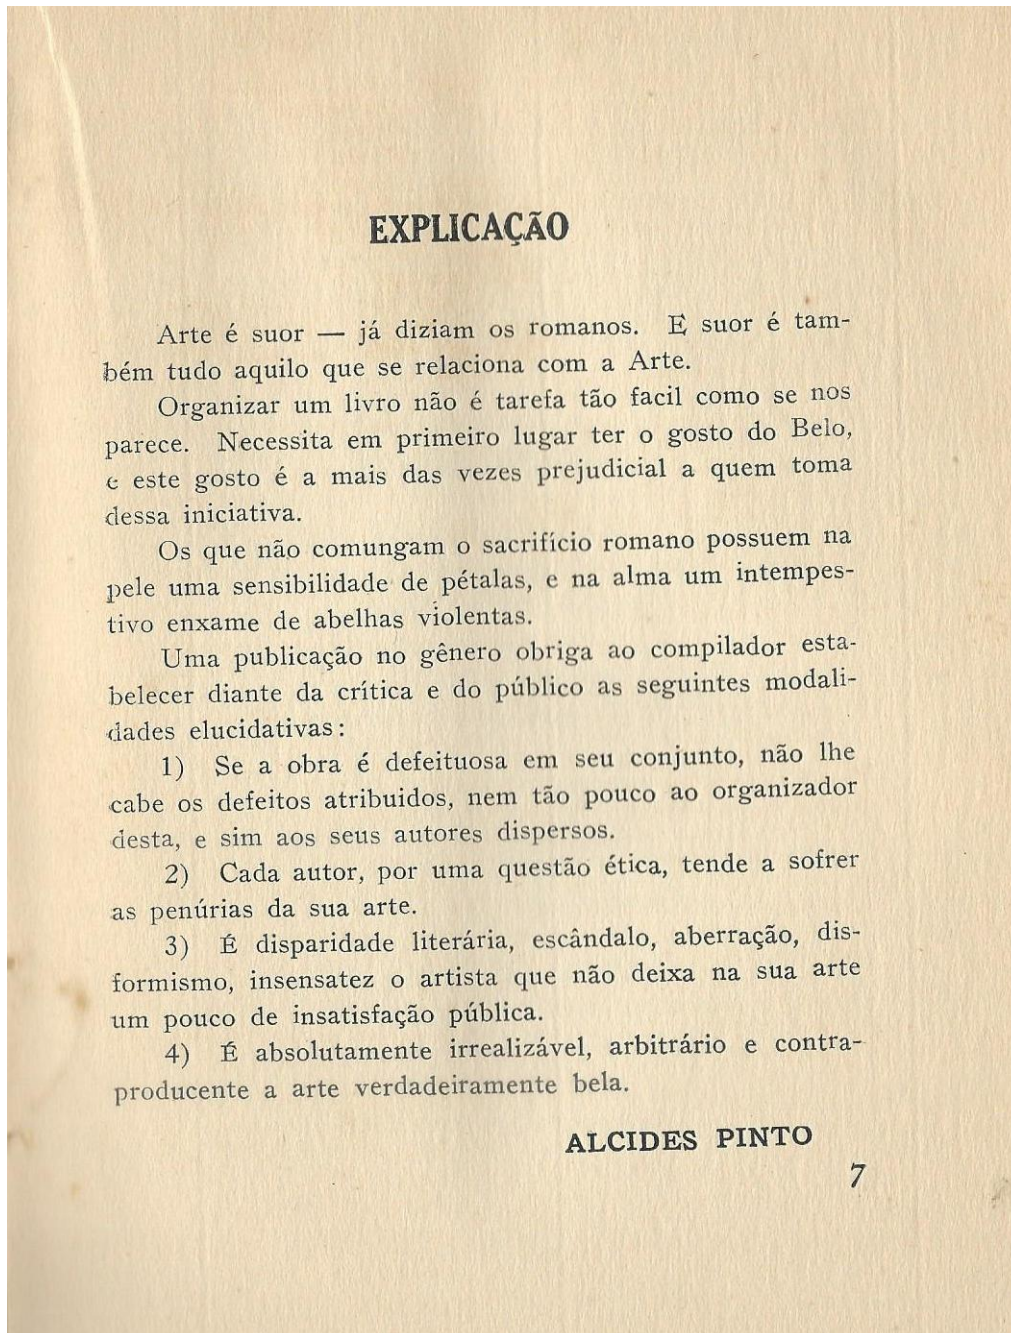 EXPLICAÇÃO
Arte é suor — já diziam os romanos. E suor é tam-
bém tudo aquilo que se relaciona com a Arte.
Organizar um livro não é tarefa tão facil como se nos
parece. Necessita em primeiro lugar ter o gosto do Belo,
e este gosto é a mais das vezes prejudicial a quem toma
dessa iniciativa.
Os que não comungam o sacrifício romano possuem na
pele uma sensibilidade de pétalas, e na alma um intempes-
tivo enxame de abelhas violentas.
Uma publicação no gênero obriga ao compilador esta-
belecer diante da crítica e do público as seguintes modali-
dades elucidativas:
1) Se a obra é defeituosa em seu conjunto, não lhe
cabe os defeitos atribuidos, nem tão pouco ao organizador
desta, e sim aos seus autores dispersos.
2) Cada autor, por uma questão ética, tende a sofrer
as penúrias da sua arte.
3) É disparidade literária, escândalo, aberração, dis-
formismo, insensatez o artista que não deixa na sua arte
um pouco de insatisfação pública.
4) É absolutamente irrealizável, arbitrário e contra-
producente a arte verdadeiramente bela.
ALCIDES PINTO
7